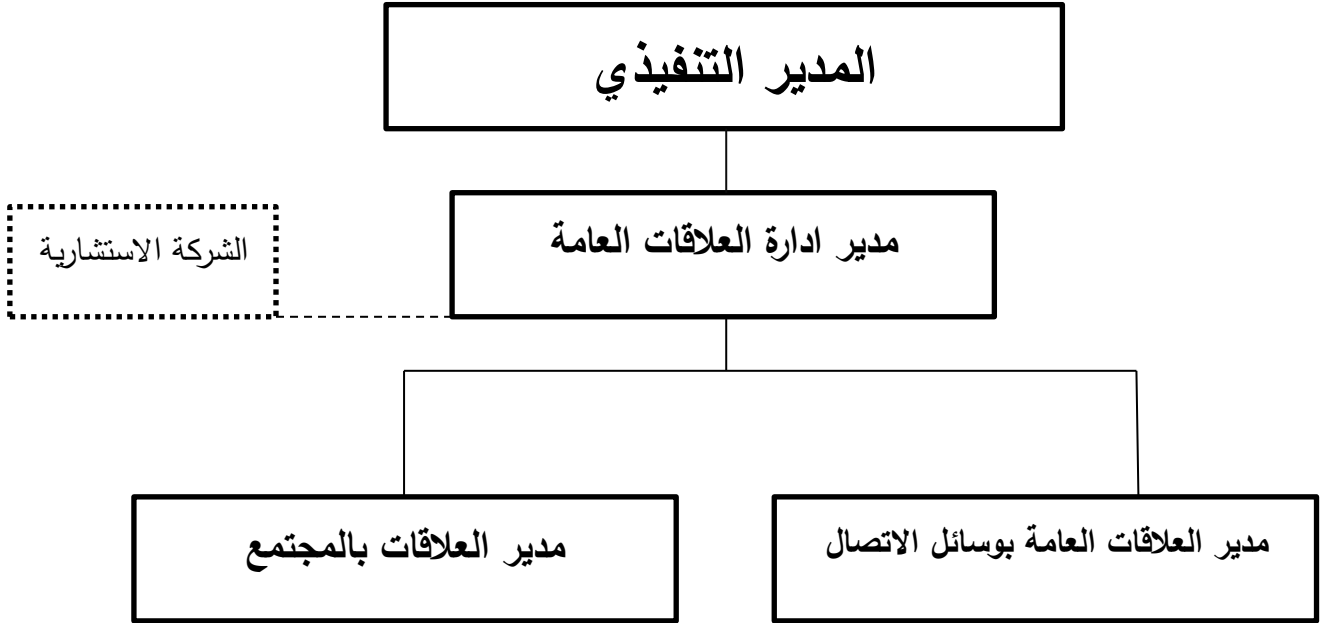 المدير التنفيذي
مدير ادارة العلاقات العامة
الشركة الاستشارية
مدير العلاقات العامة بوسائل الاتصال
مدير العلاقات بالمجتمع